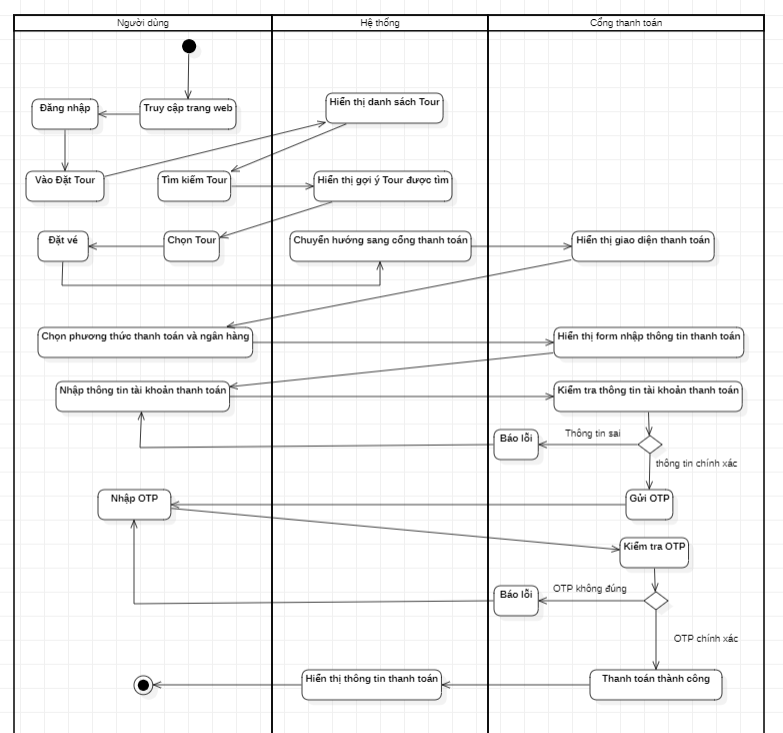 Người dùng
Hệ thống
Cổng thanh toán
Đăng nhập
Truy cập trang web
Hiển thị danh sách Tour
Vào Đặt Tour
Tìm kiếm Tour
Hiển thị gợi ý Tour được tìm
Đặt vé
Chọn Tour
Chuyển hướng sang cổng thanh toán
Hiển thị giao diện thanh toán
Chọn phương thức thanh toán và ngân hàng
Hiển thị form nhập thông tin thanh toán
Nhập thông tin tài khoản thanh toán
Kiểm tra thông tin tài khoản thanh toán
Báo lỗi
Thông tin sai
thông tin chính xác
Nhập OTP
Gửi OTP
Kiểm tra OTP
Báo lỗi
OTP không đúng
OTP chính xác
Hiển thị thông tin thanh toán
Thanh toán thành công